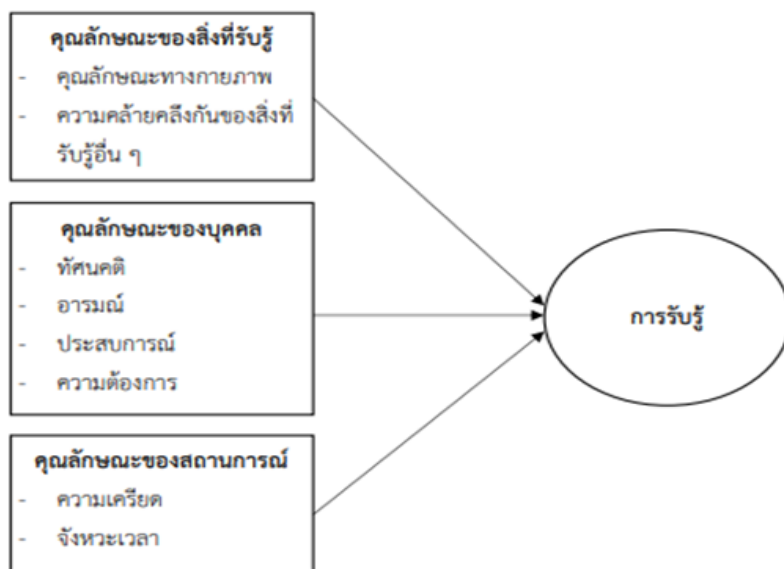 คุณลักษณะของสิ่งที่รับรู้
- คุณลักษณะทางกายภาพ
- ความคล้ายคลึงกันของสิ่งที่
รับรู้อื่น ๆ
คุณลักษณะของบุคคล
- ทัศนคติ
- อารมณ์
- ประสบการณ์
- ความต้องการ
คุณลักษณะของสถานการณ์
- ความเครียด
- จังหวะเวลา
การรับรู้